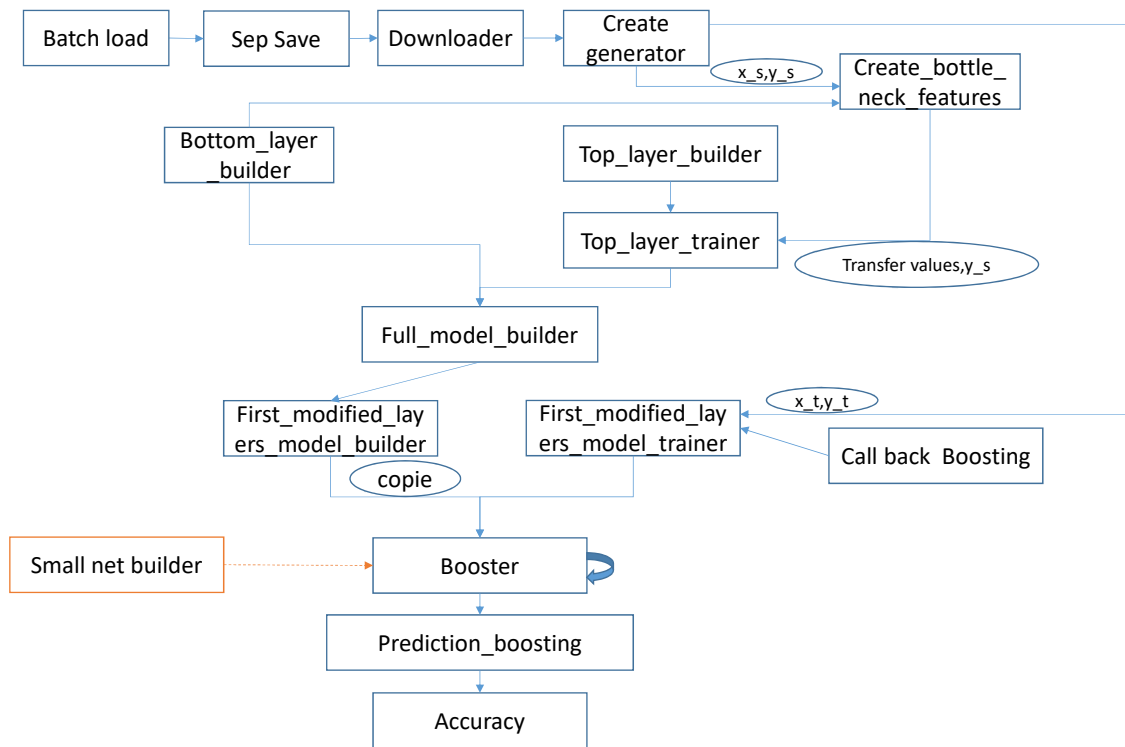 Batch load
Sep Save
Downloader
Create
generator
x_s,y_s
Create_bottle_
neck_features
Bottom_layer
_builder
Top_layer_builder
Top_layer_trainer
Transfer values,y_s
Full_model_builder
First_modified_lay
ers_model_builder
First_modified_lay
ers_model_trainer
x_t,y_t
Call back  Boosting
copie
Small net builder
Booster
Prediction_boosting
Accuracy